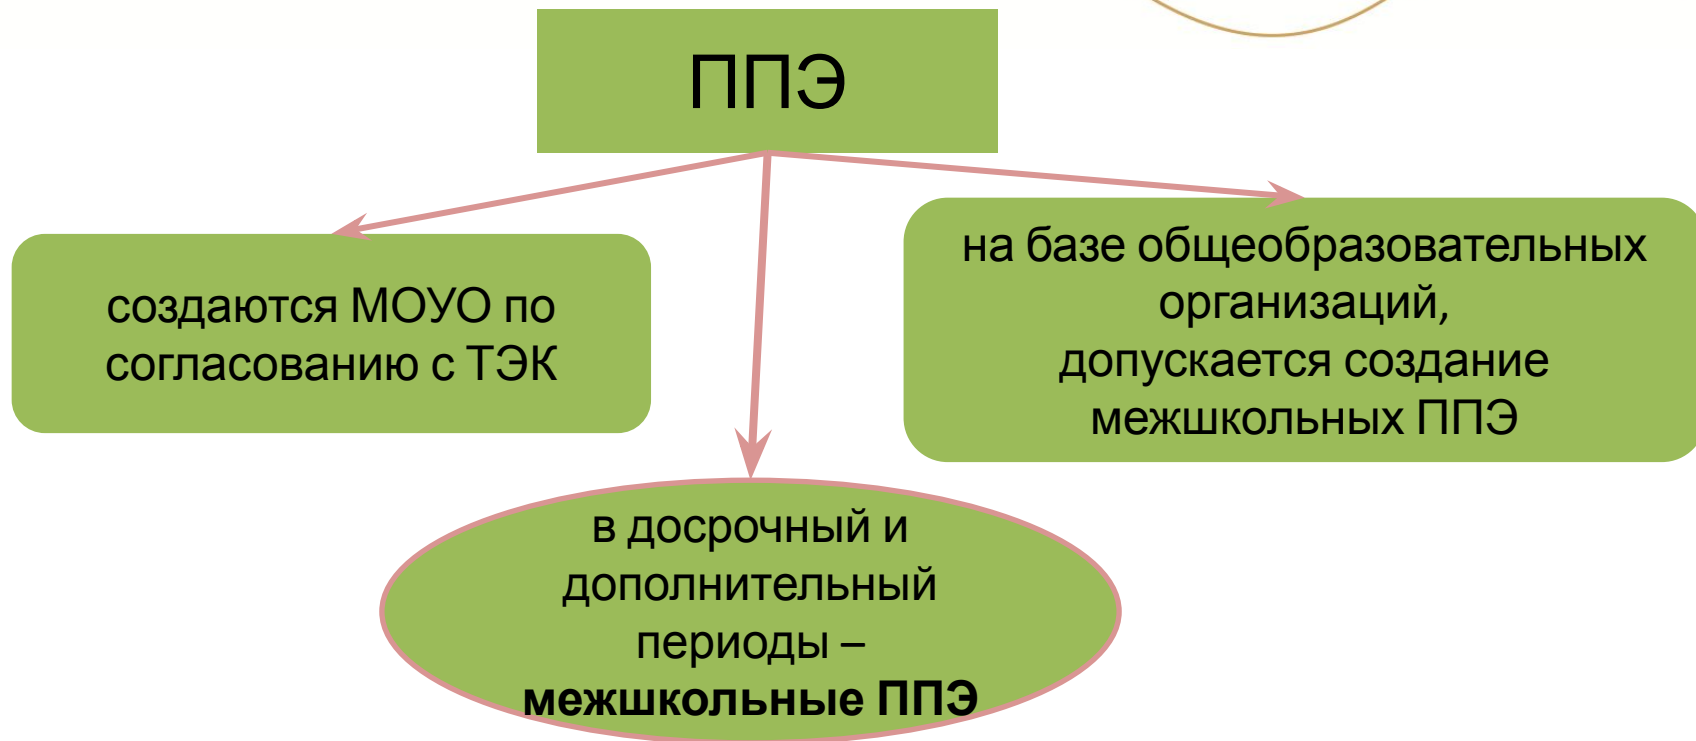 ППЭ
создаются МОУО по
согласованию с ТЭК
на базе общеобразовательных
организаций,
допускается создание
межшкольных ППЭ
в досрочный и
дополнительный
периоды –
межшкольные ППЭ